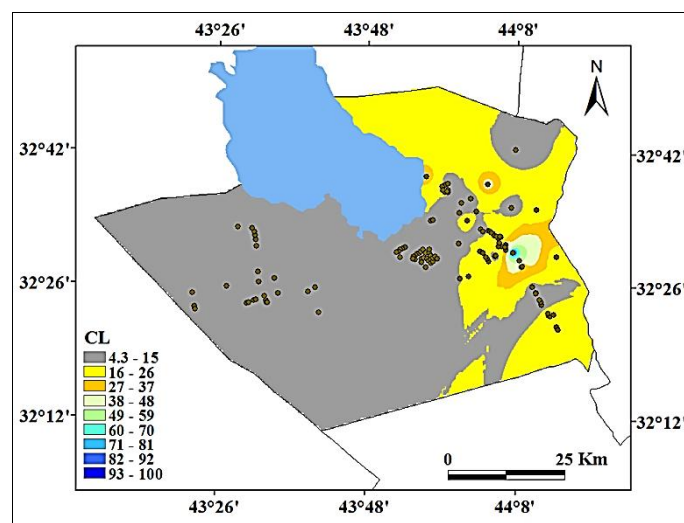 43°26' 43°48' 44°8'
N
32°42' 32°42'
32°26' 32°26'
CL
4.3 - 15
16 - 26
27 - 37
38 - 48
49 - 59
60 - 70
71 - 81
82 - 92
93 - 100
32°12' 32°12'
0 25 Km
43°26' 43°48' 44°8'